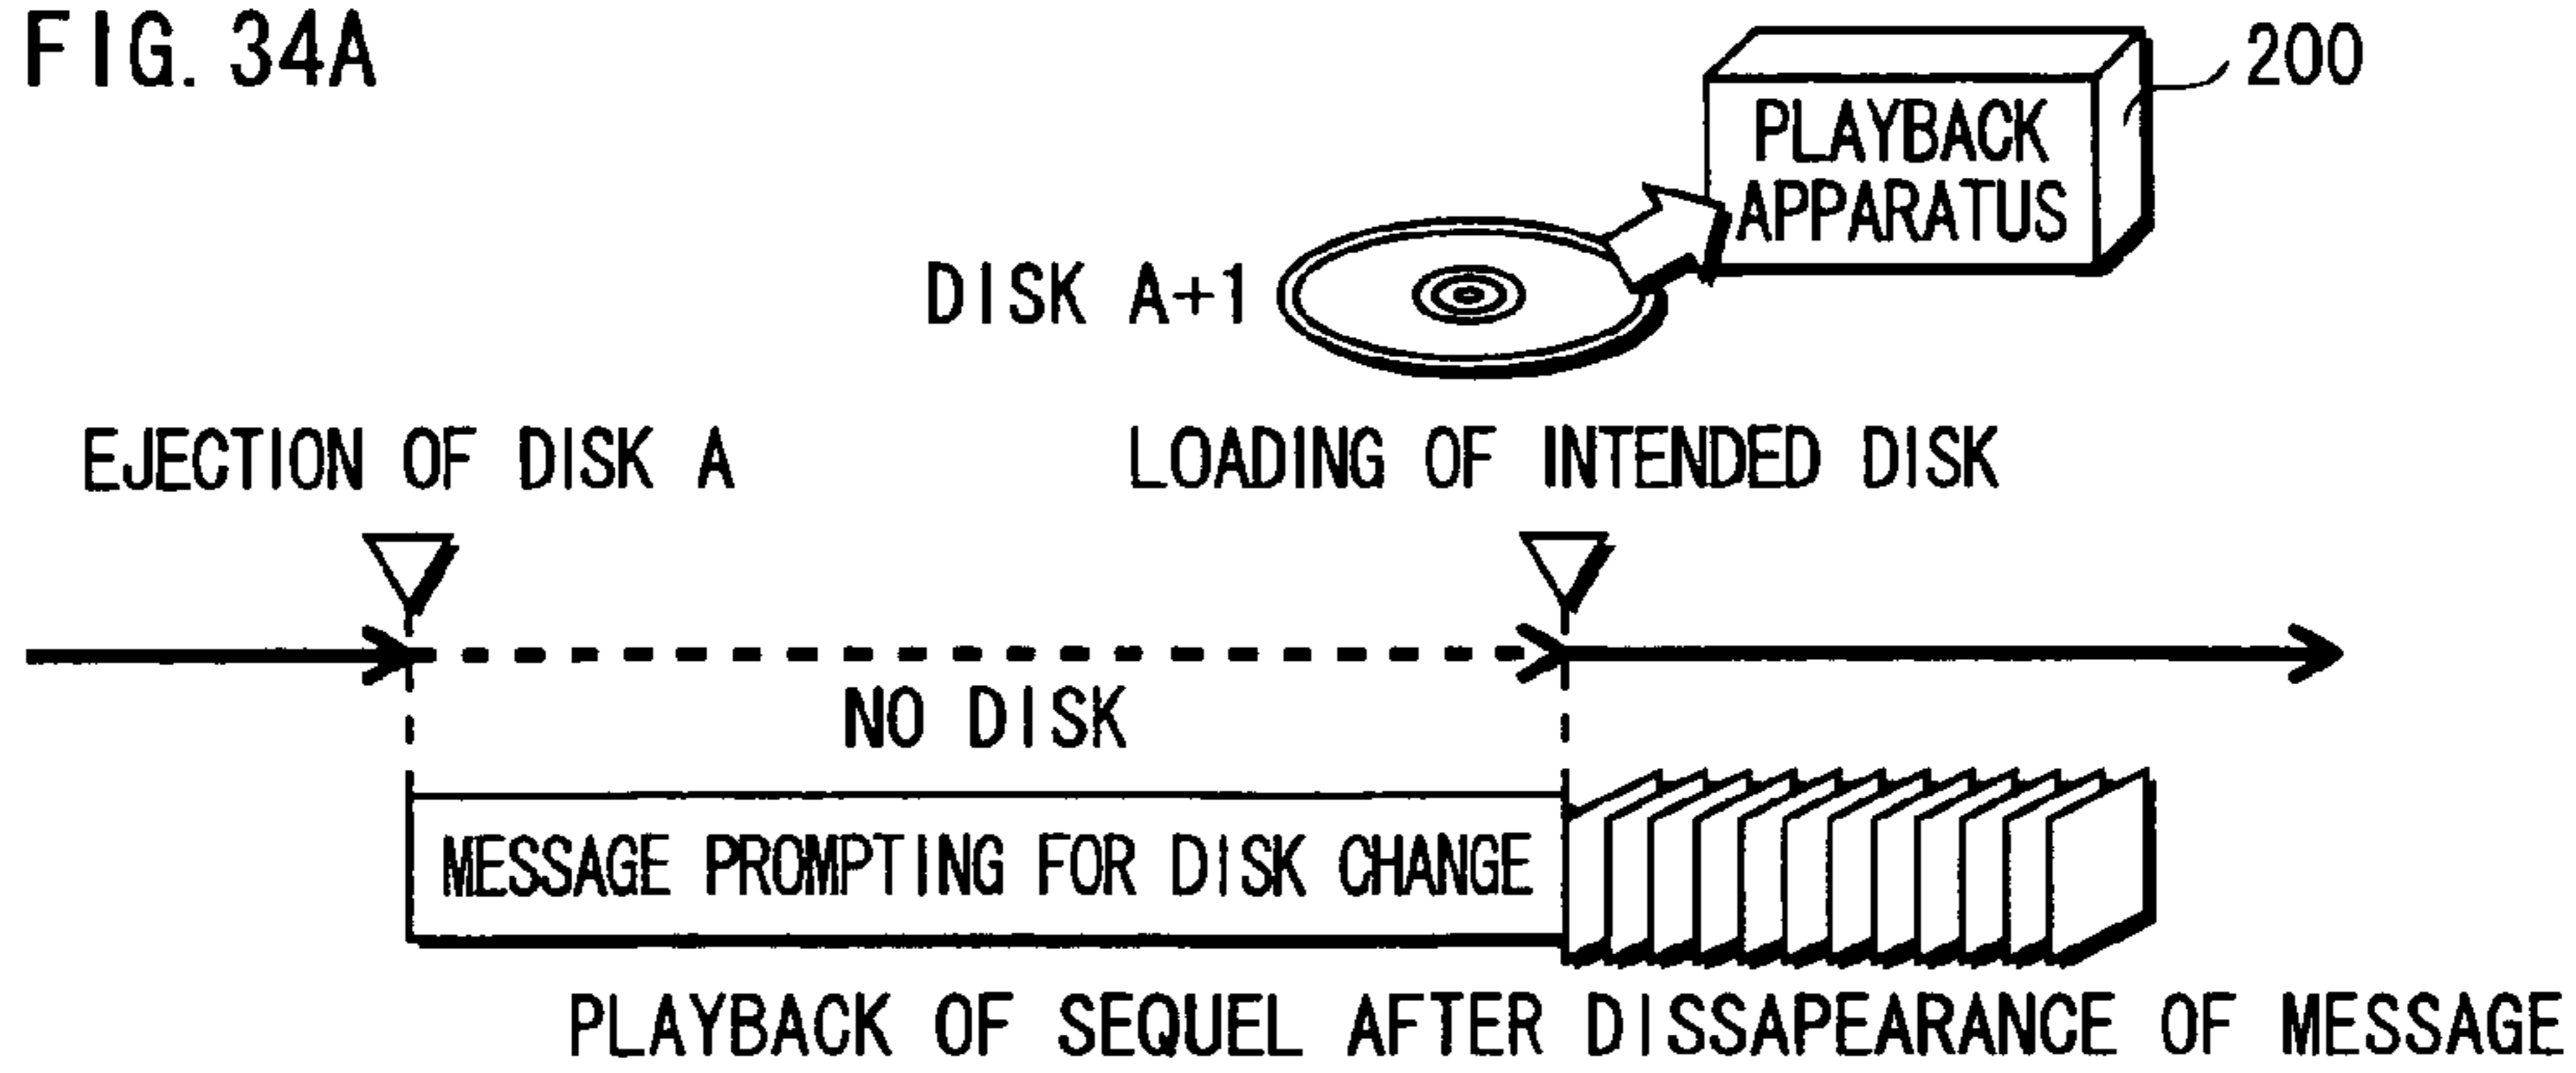 FIG. 34A
200
PLAYBACK
APPARATUS
DISK A+1
EJECTION OF DISK A
LOADING OF INTENDED DISK
NO DISK
MESSAGE PROMPTING FOR DISK CHANGE
PLAYBACK OF SEQUEL AFTER DISSAPEARANCE OF MESSAGE